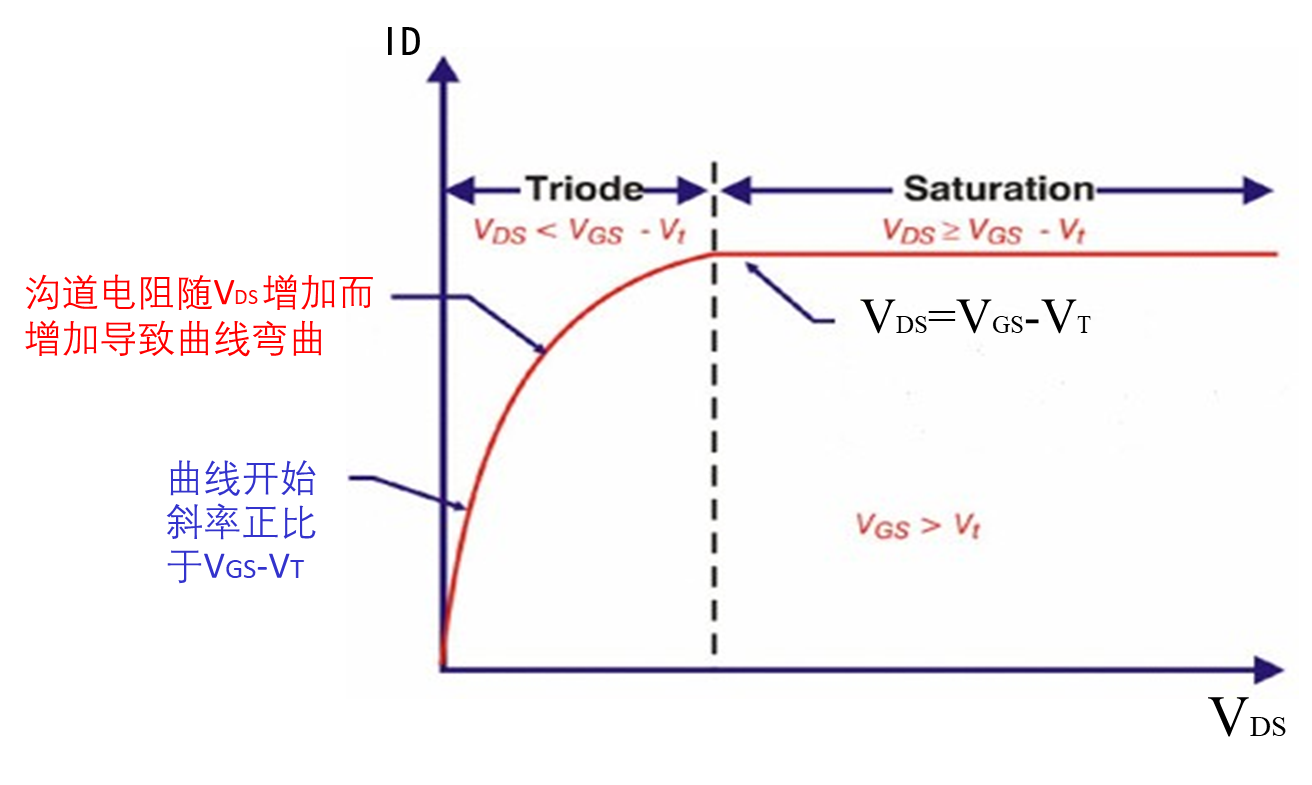 ID
Triode
Saturation
VDS < VGS - Vt
VDS ≥ VGS - Vt
沟道电阻随VDS增加而
增加导致曲线弯曲
VDS=VGS-VT
曲线开始
斜率正比
于VGS-VT
VGS > Vt
VDS